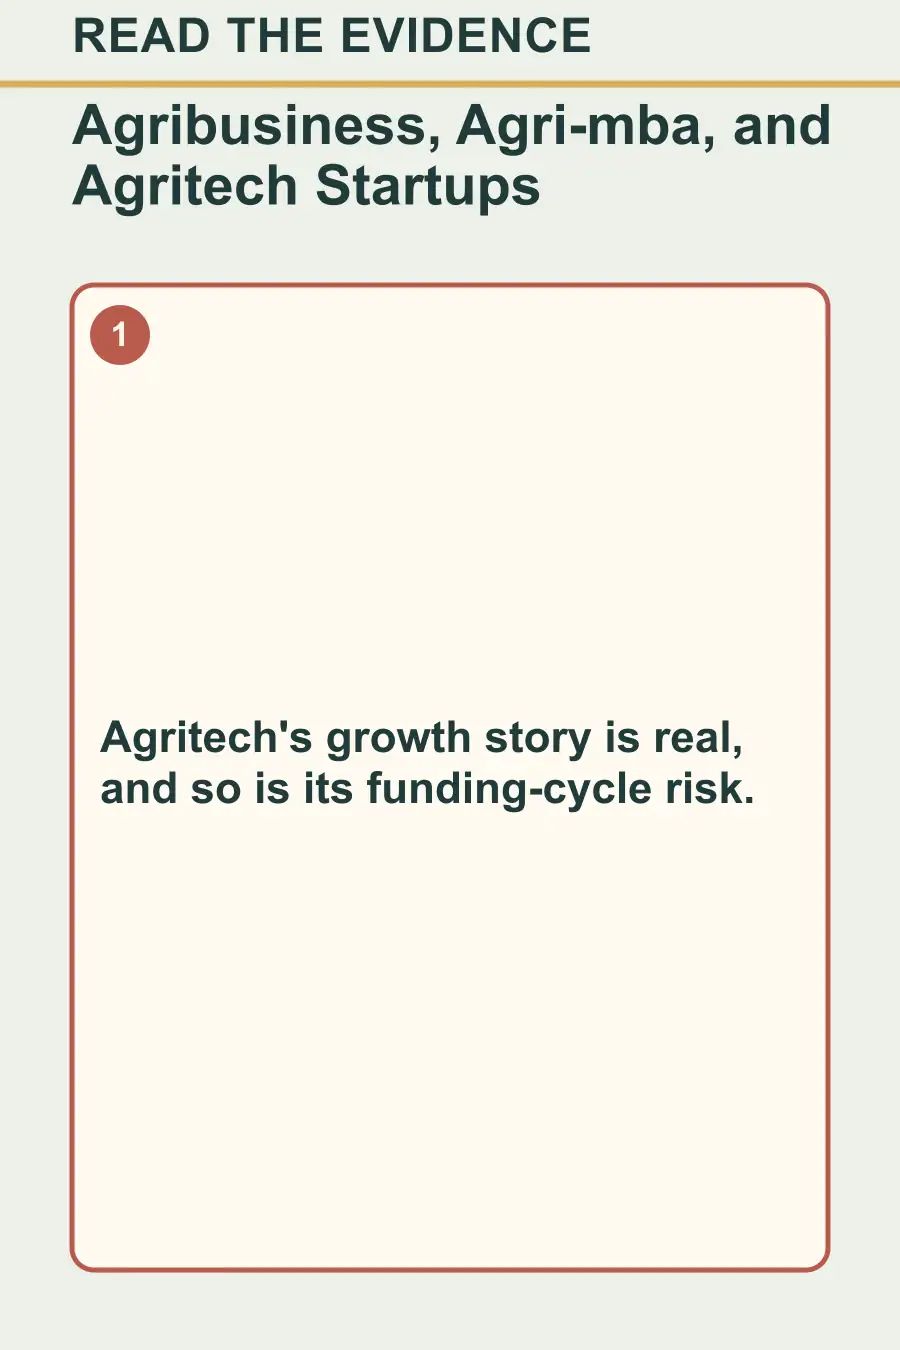 READ THE EVIDENCE
Agribusiness, Agri-mba, and
Agritech Startups
1
Agritech's growth story is real,
and so is its funding-cycle risk.